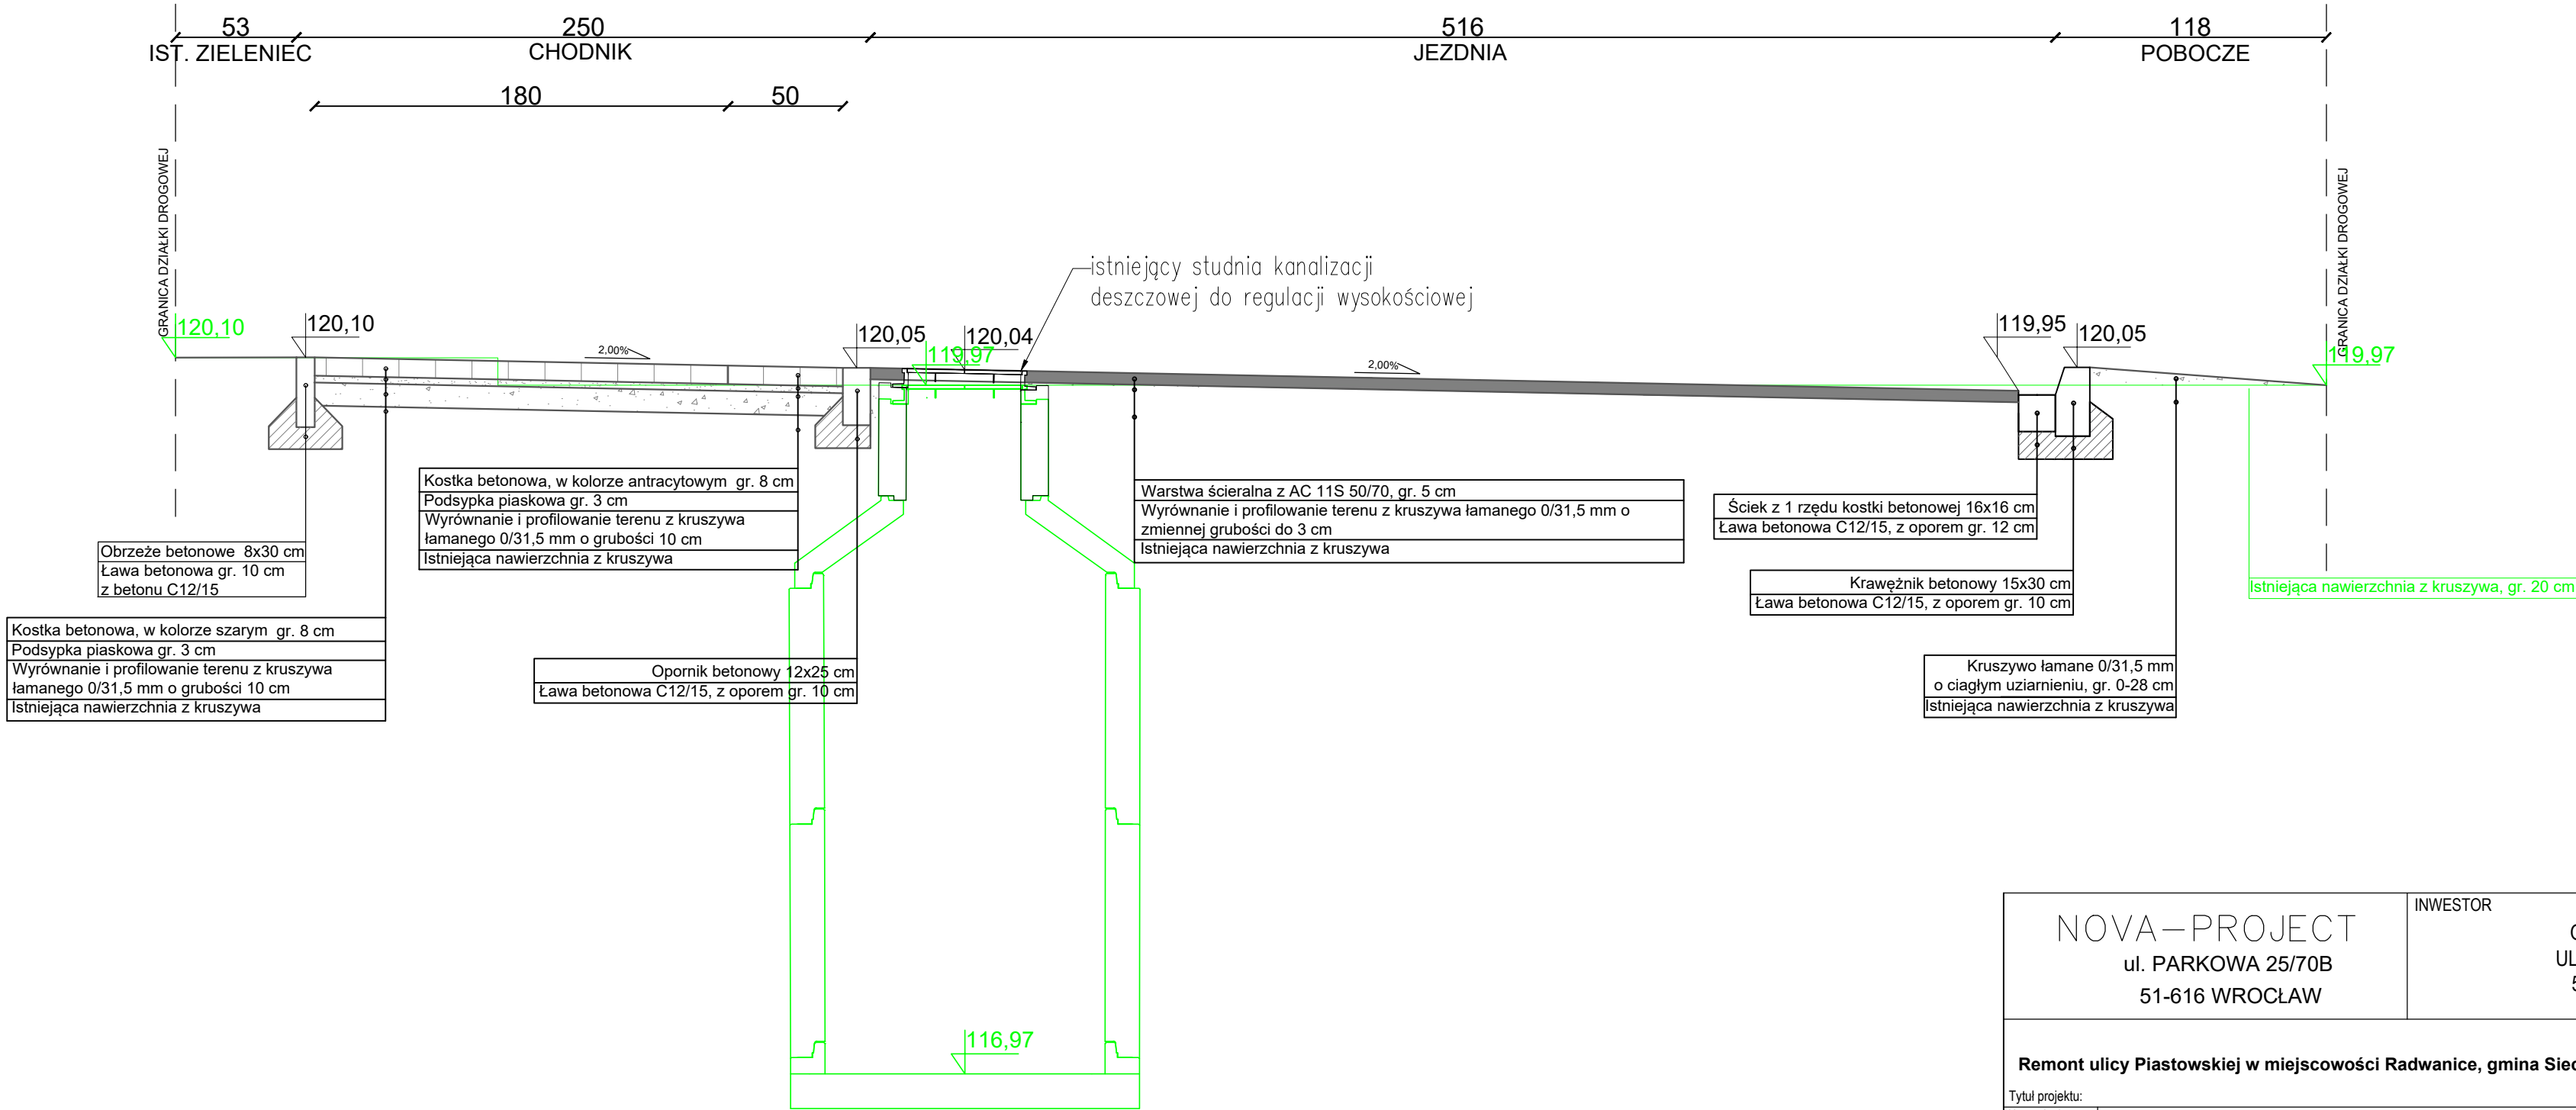 53
250
516
118
IST. ZIELENIEC
CHODNIK
JEZDNIA
POBOCZE
180
50
GRANICA DZIAŁKI DROGOWEJ
GRANICA DZIAŁKI DROGOWEJ
istniejący studnia kanalizacji
deszczowej do regulacji wysokościowej
120,10
120,10
2,00%
120,05
119,97
120,04
2,00%
119,95
120,05
119,97
Kostka betonowa, w kolorze antracytowym gr. 8 cm
Podsypka piaskowa gr. 3 cm
Wyrównanie i profilowanie terenu z kruszywa
łamanego 0/31,5 mm o grubości 10 cm
Istniejąca nawierzchnia z kruszywa
Warstwa ścieralna z AC 11S 50/70, gr. 5 cm
Wyrównanie i profilowanie terenu z kruszywa łamanego 0/31,5 mm o
zmiennej grubości do 3 cm
Istniejąca nawierzchnia z kruszywa
Ściek z 1 rzędu kostki betonowej 16x16 cm
Ława betonowa C12/15, z oporem gr. 12 cm
Obrzeże betonowe 8x30 cm
Ława betonowa gr. 10 cm
z betonu C12/15
Krawężnik betonowy 15x30 cm
Ława betonowa C12/15, z oporem gr. 10 cm
Istniejąca nawierzchnia z kruszywa, gr. 20 cm
Kostka betonowa, w kolorze szarym gr. 8 cm
Podsypka piaskowa gr. 3 cm
Wyrównanie i profilowanie terenu z kruszywa
łamanego 0/31,5 mm o grubości 10 cm
Istniejąca nawierzchnia z kruszywa
Opornik betonowy 12x25 cm
Ława betonowa C12/15, z oporem gr. 10 cm
Kruszywo łamane 0/31,5 mm
o ciagłym uziarnieniu, gr. 0-28 cm
Istniejąca nawierzchnia z kruszywa
116,97
NOVA-PROJECT
ul. PARKOWA 25/70B
51-616 WROCŁAW
INWESTOR
UL
5
Remont ulicy Piastowskiej w miejscowości Radwanice, gmina Sie
Tytuł projektu: